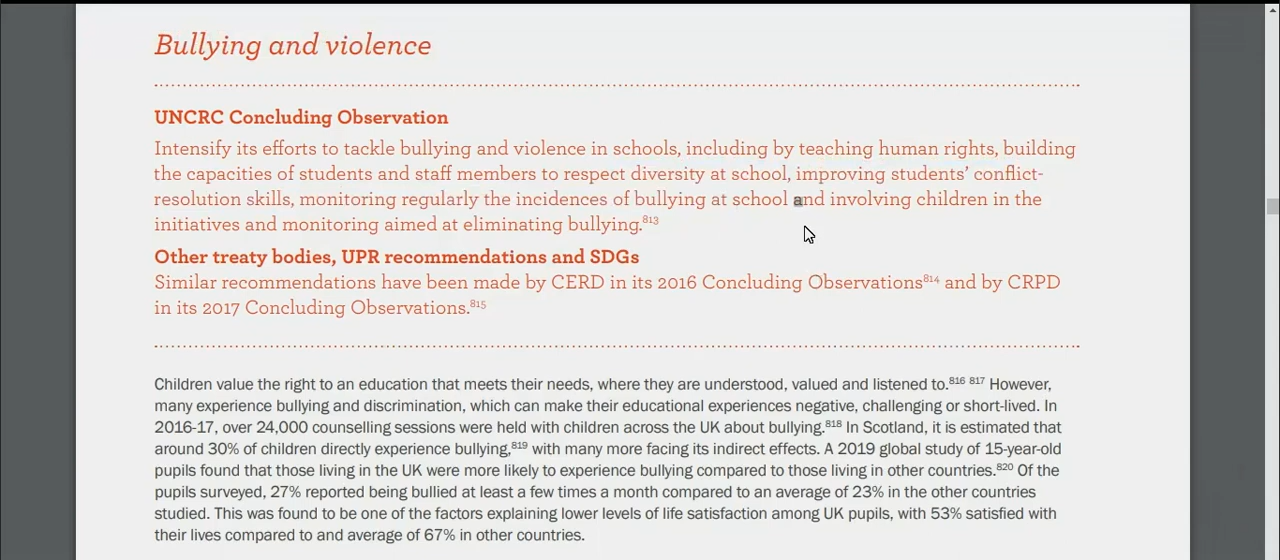 Bullying and violence
UNCRC Concluding Observation
Intensify its efforts to tackle bullying and violence in schools, including by teaching human rights, building
the capacities of students and staff members to respect diversity at school, improving students' conflict-
resolution skills, monitoring regularly the incidences of bullying at school and involving children in the
initiatives and monitoring aimed at eliminating bullying.813
Other treaty bodies, UPR recommendations and SDGs
Similar recommendations have been made by CERD in its 2016 Concluding Observations814 and by CRPD
in its 2017 Concluding Observations.815
Children value the right to an education that meets their needs, where they are understood, valued and listened to.816 817 However,
many experience bullying and discrimination, which can make their educational experiences negative, challenging or short-lived. In
2016-17, over 24,000 counselling sessions were held with children across the UK about bullying.818 In Scotland, it is estimated that
around 30% of children directly experience bullying,819 with many more facing its indirect effects. A 2019 global study of 15-year-old
pupils found that those living in the UK were more likely to experience bullying compared to those living in other countries.820 Of the
pupils surveyed, 27% reported being bullied at least a few times a month compared to an average of 23% in the other countries
studied. This was found to be one of the factors explaining lower levels of life satisfaction among UK pupils, with 53% satisfied with
their lives compared to and average of 67% in other countries.